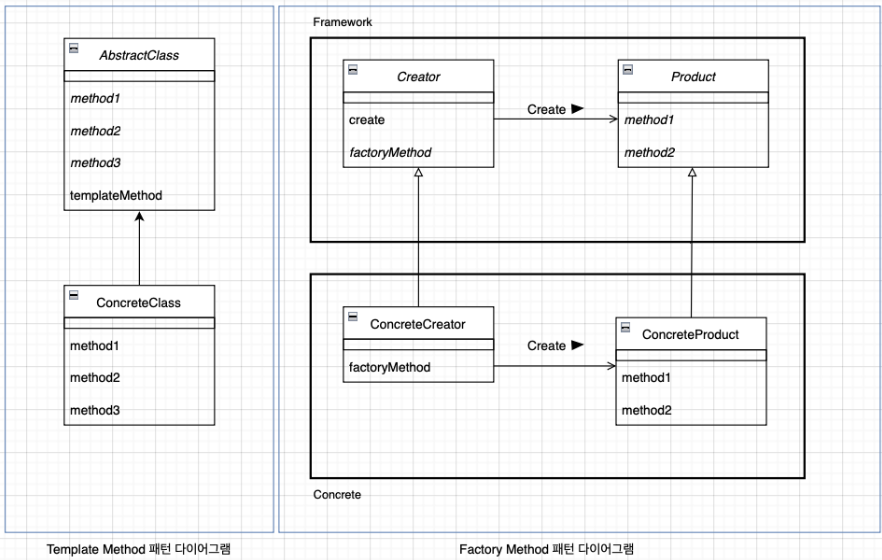 AbstractClass
method1
method2
method3
templateMethod
ConcreteClass
method1
method2
method3
Template Method 패턴 다이어그램
Framework
Creator
create
factoryMethod
Create ▶
Product
method1
method2
ConcreteCreator
factoryMethod
Create ▶
ConcreteProduct
method1
method2
Concrete
Factory Method 패턴 다이어그램